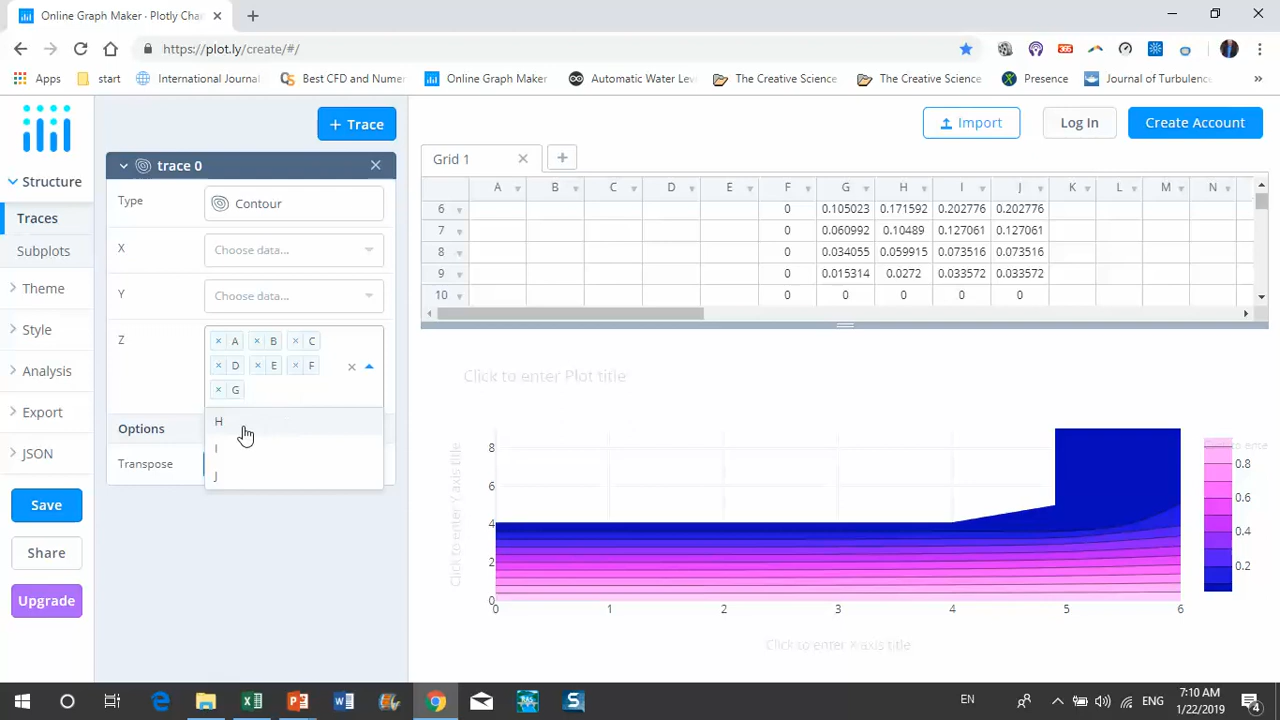 Online Graph Maker · Plotly Cha
https://plot.ly/create/#/
Apps
start
International Journal
Best CFD and Numer
Online Graph Maker
Automatic Water Lev
The Creative Science
The Creative Science
Presence
Journal of Turbulenc
»
+ Trace
Import
Log In
Create Account
Structure
Traces
Subplots
Theme
Style
Analysis
Export
JSON
Save
Share
Upgrade
trace 0
Type
Contour
X
Choose data...
Y
Choose data...
Z
× A × B × C
× D × E × F
× G
H
I
J
Options
Transpose
Grid 1
A B C D E F G H I J K L M N
6 0 0.105023 0.171592 0.202776 0.202776
7 0 0.060992 0.10489 0.127061 0.127061
8 0 0.034055 0.059915 0.073516 0.073516
9 0 0.015314 0.0272 0.033572 0.033572
10 0 0 0 0 0
Click to enter Plot title
Click to enter Y axis title
8
6
4
2
0
0 1 2 3 4 5 6
Click to enter X axis title
0.8
0.6
0.4
0.2
EN
ENG
7:10 AM
1/22/2019
4